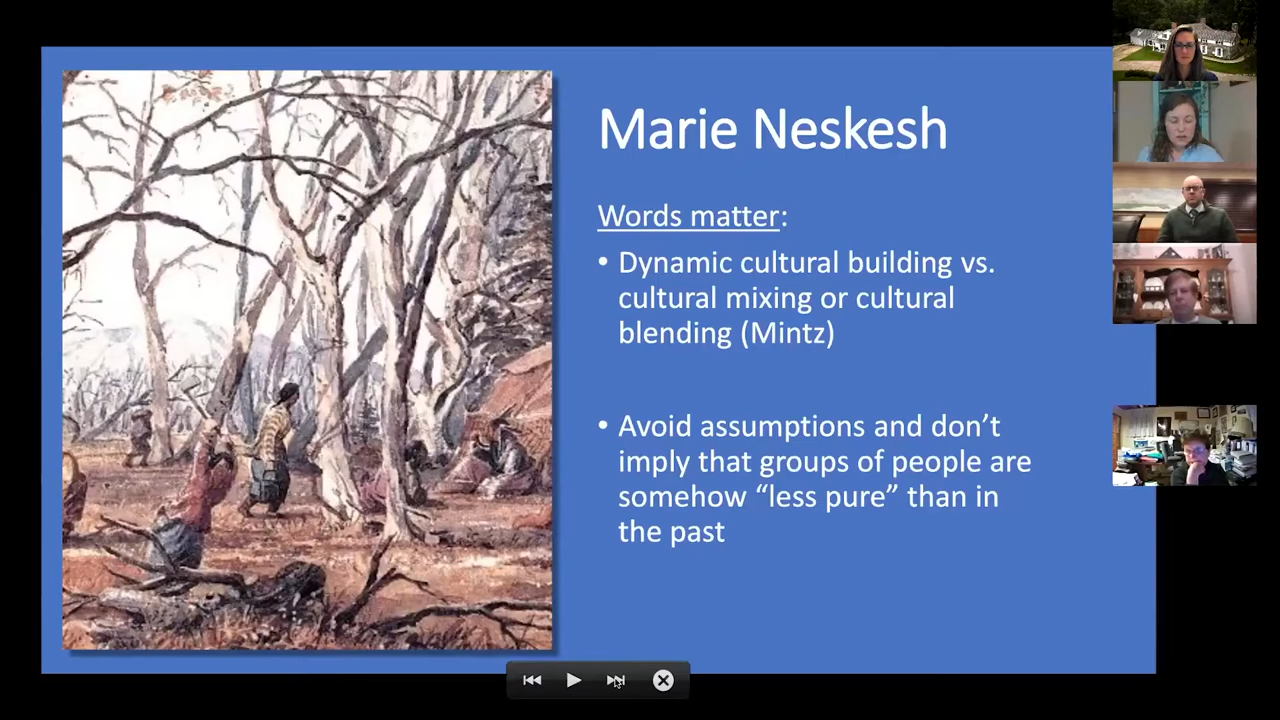 Marie Neskesh
Words matter:
• Dynamic cultural building vs.
cultural mixing or cultural
blending (Mintz)
• Avoid assumptions and don’t
imply that groups of people are
somehow “less pure” than in
the past